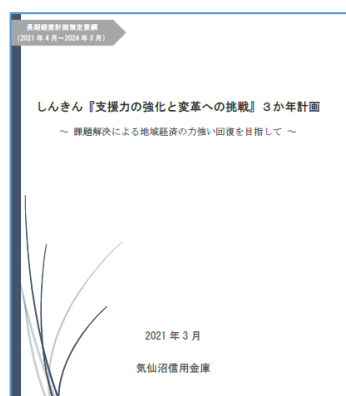 長期経営計画策定要綱
(2021年4月～2024年3月)
しんきん『支援力の強化と変革への挑戦』３か年計画
～ 課題解決による地域経済の力強い回復を目指して ～
2021年3月
気仙沼信用金庫